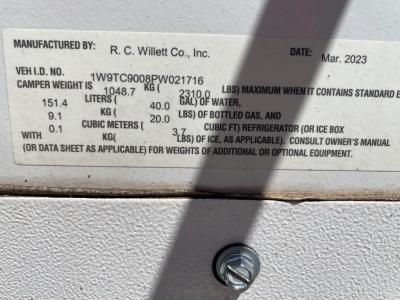 MANUFACTURED BY: R. C. Willett Co., Inc. DATE: Mar. 2023
VEH I.D. NO. 1W9TC9008PW021716
CAMPER WEIGHT IS 1048.7 KG ( 2310.0 LBS) MAXIMUM WHEN IT CONTAINS STANDARD E
151.4 LITERS ( 40.0 GAL) OF WATER,
9.1 KG ( 20.0 LBS) OF BOTTLED GAS, AND
0.1 CUBIC METERS ( 3.7 CUBIC FT) REFRIGERATOR (OR ICE BOX
WITH KG( LBS) OF ICE, AS APPLICABLE). CONSULT OWNER'S MANUAL
(OR DATA SHEET AS APPLICABLE) FOR WEIGHTS OF ADDITIONAL OR OPTIONAL EQUIPMENT.